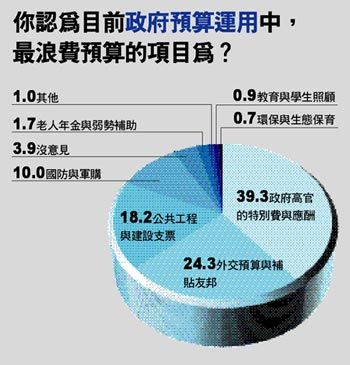 你認爲目前政府預算運用中，
最浪費預算的項目爲？
1.0其他
1.7老人年金與弱勢補助
3.9沒意見
10.0國防與軍購
0.9教育與學生照顧
0.7環保與生態保育
39.3政府高官
的特別費與應酬
18.2公共工程
與建設支票
24.3外交預算與補
貼友邦